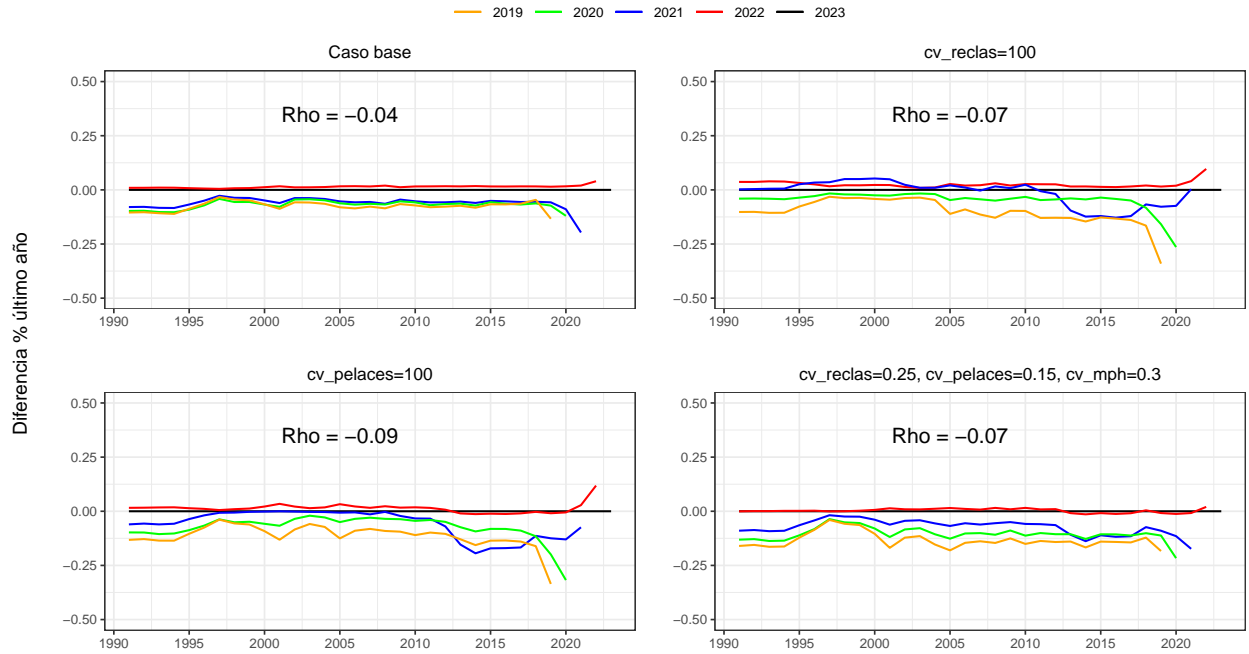 2019 2020 2021 2022 2023
Diferencia % último año
Caso base
Rho = −0.04
0.50
0.25
0.00
−0.25
−0.50
1990 1995 2000 2005 2010 2015 2020
cv_reclas=100
Rho = −0.07
0.50
0.25
0.00
−0.25
−0.50
1990 1995 2000 2005 2010 2015 2020
cv_pelaces=100
Rho = −0.09
0.50
0.25
0.00
−0.25
−0.50
1990 1995 2000 2005 2010 2015 2020
cv_reclas=0.25, cv_pelaces=0.15, cv_mph=0.3
Rho = −0.07
0.50
0.25
0.00
−0.25
−0.50
1990 1995 2000 2005 2010 2015 2020